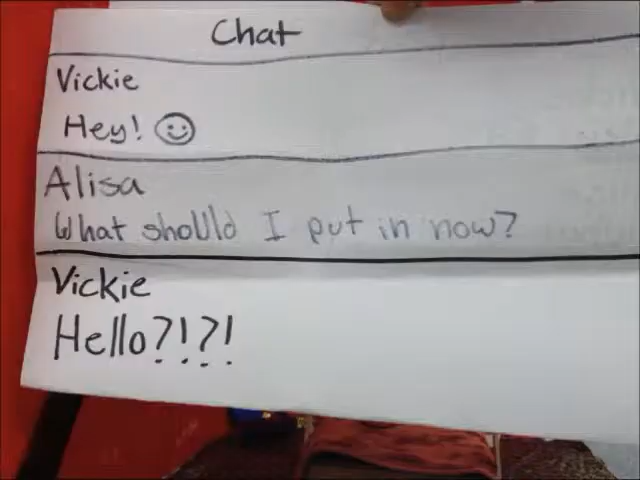 Chat
Vickie
Hey! ☺
Alisa
What should I put in now?
Vickie
Hello?!?!